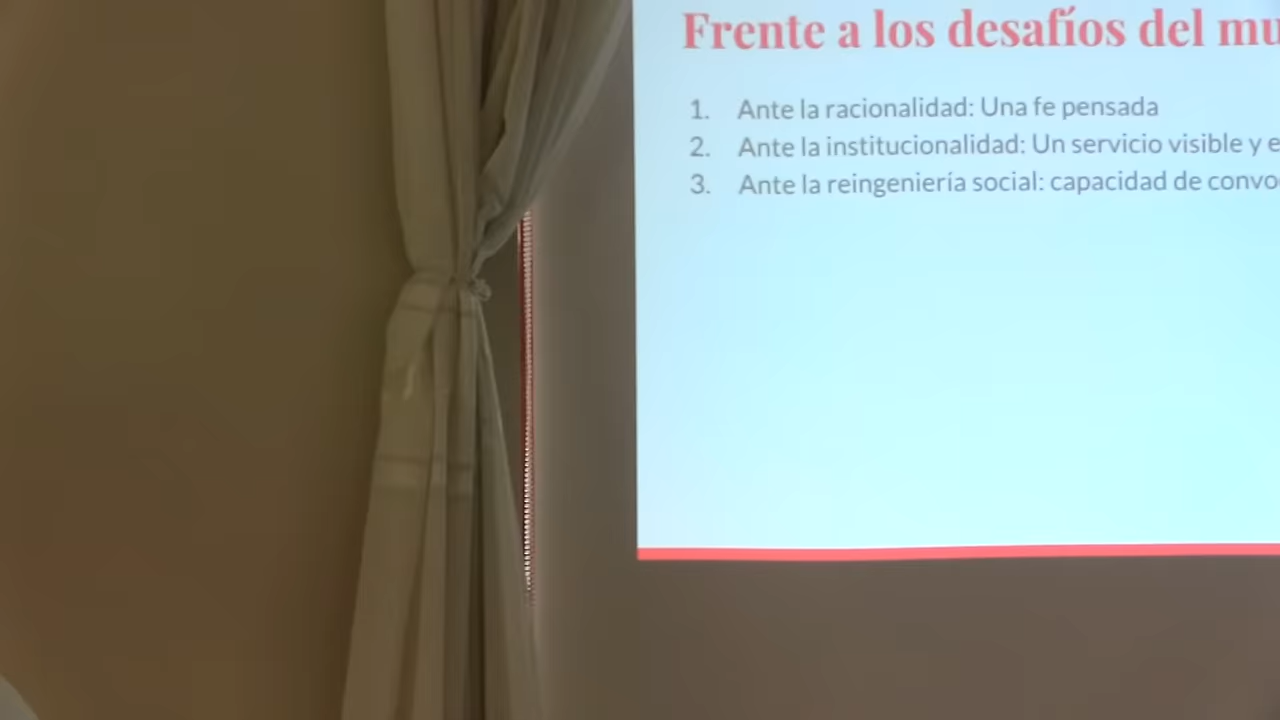 Frente a los desafíos del mu
1. Ante la racionalidad: Una fe pensada
2. Ante la institucionalidad: Un servicio visible y e
3. Ante la reingeniería social: capacidad de convo